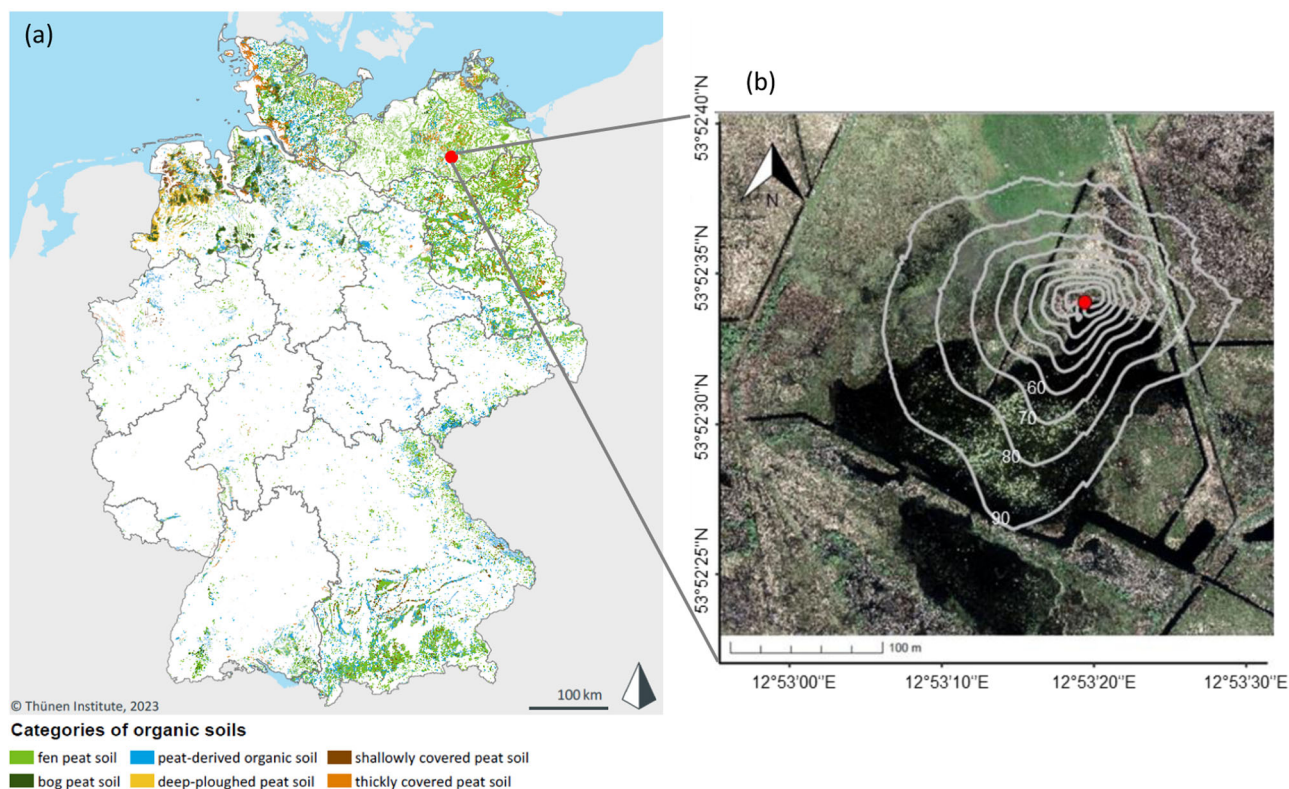 (a)
© Thünen Institute, 2023
100 km
Categories of organic soils
fen peat soil
peat-derived organic soil
shallowly covered peat soil
bog peat soil
deep-ploughed peat soil
thickly covered peat soil
(b)
53°52'40''N
53°52'35''N
53°52'30''N
53°52'25''N
N
60
70
80
90
100 m
12°53'00''E
12°53'10''E
12°53'20''E
12°53'30''E